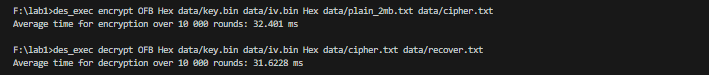 F:\lab1>des_exec encrypt OFB Hex data/key.bin data/iv.bin Hex data/plain_2mb.txt data/cipher.txt
Average time for encryption over 10 000 rounds: 32.401 ms
F:\lab1>des_exec decrypt OFB Hex data/key.bin data/iv.bin Hex data/cipher.txt data/recover.txt
Average time for decryption over 10 000 rounds: 31.6228 ms